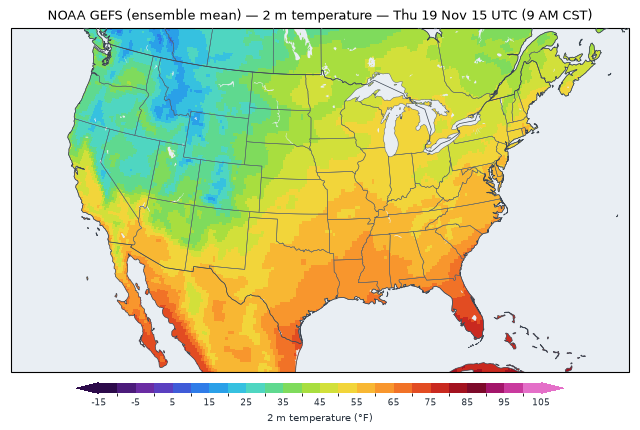 NOAA GEFS (ensemble mean) — 2 m temperature — Thu 19 Nov 15 UTC (9 AM CST)
-15 -5 5 15 25 35 45 55 65 75 85 95 105
2 m temperature (°F)